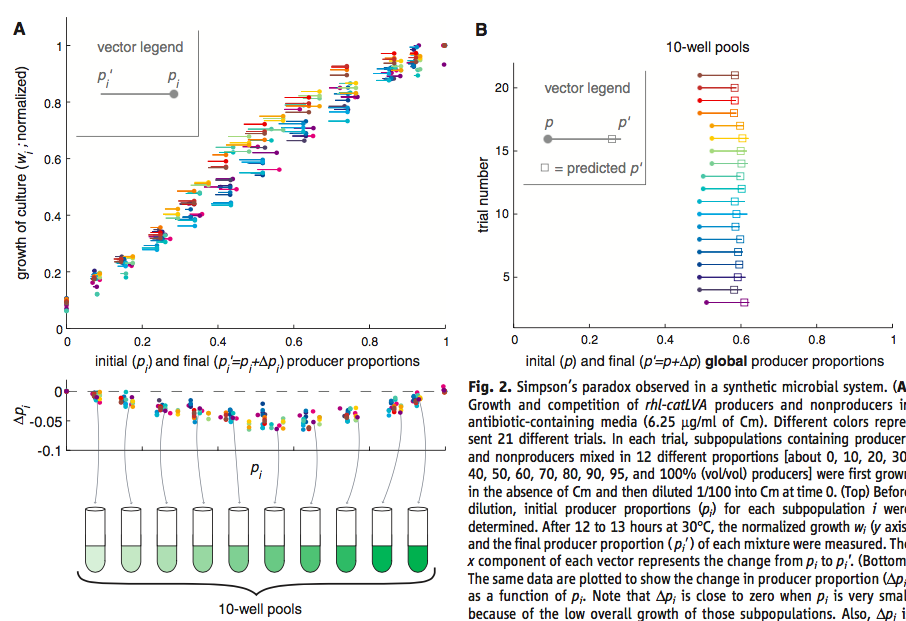 A
vector legend
p_i' p_i
growth of culture (w_i ; normalized)
1
0.8
0.6
0.4
0.2
0
0 0.2 0.4 0.6 0.8 1
initial (p_i) and final (p_i'=p_i+Δp_i) producer proportions
0
-0.05
-0.1
Δp_i
p_i
10-well pools
B
10-well pools
vector legend
p p'
= predicted p'
trial number
20
15
10
5
0 0.2 0.4 0.6 0.8 1
inital (p) and final (p'=p+Δp) global producer proportions
Fig. 2. Simpson's paradox observed in a synthetic microbial system. (A
Growth and competition of rhl-catLVA producers and nonproducers in
antibiotic-containing media (6.25 μg/ml of Cm). Different colors repre
sent 21 different trials. In each trial, subpopulations containing producer
and nonproducers mixed in 12 different proportions [about 0, 10, 20, 30
40, 50, 60, 70, 80, 90, 95, and 100% (vol/vol) producers] were first grown
in the absence of Cm and then diluted 1/100 into Cm at time 0. (Top) Before
dilution, initial producer proportions (p_i) for each subpopulation i were
determined. After 12 to 13 hours at 30°C, the normalized growth w_i (y axis
and the final producer proportion (p_i') of each mixture were measured. The
x component of each vector represents the change from p_i to p_i'. (Bottom
The same data are plotted to show the change in producer proportion (Δp_i
as a function of p_i. Note that Δp_i is close to zero when p_i is very smal
because of the low overall growth of those subpopulations. Also, Δp_i i